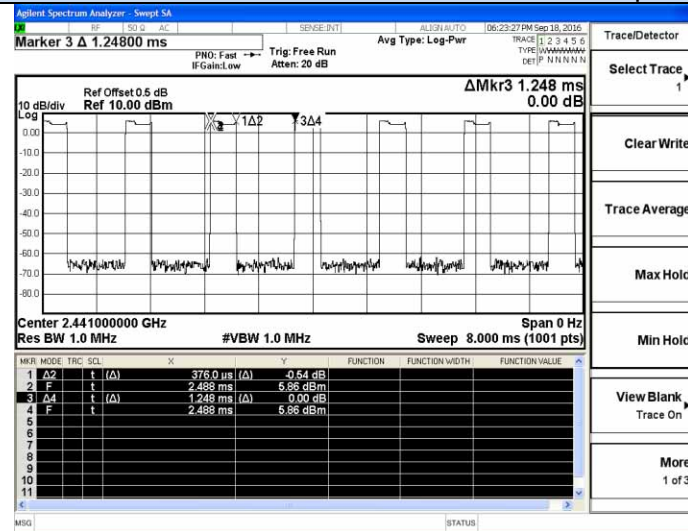 Agilent Spectrum Analyzer - Swept SA
RF 50 Ω AC SENSE:INT ALIGNAUTO 06:23:27 PM Sep 18, 2016
Marker 3 Δ 1.24800 ms
PNO: Fast Trig: Free Run Avg Type: Log-Pwr TRACE 1 2 3 4 5 6
IFGain:Low Atten: 20 dB TYPE
DET P N N N N N
Ref Offset 0.5 dB ΔMkr3 1.248 ms
10 dB/div Ref 10.00 dBm 0.00 dB
Log
1Δ2 3Δ4
0.00
-10.0
-20.0
-30.0
-40.0
-50.0
-60.0
-70.0
-80.0
Center 2.441000000 GHz Span 0 Hz
Res BW 1.0 MHz #VBW 1.0 MHz Sweep 8.000 ms (1001 pts)
MKR MODE TRC SCL X Y FUNCTION FUNCTION WIDTH FUNCTION VALUE
1 Δ2 t (Δ) 376.0 us (Δ) -0.54 dB
2 F t 2.488 ms 5.86 dBm
3 Δ4 t (Δ) 1.248 ms (Δ) 0.00 dB
4 F t 2.488 ms 5.86 dBm
5
6
7
8
9
10
11
MSG STATUS
Trace/Detector
Select Trace
1
Clear Write
Trace Average
Max Hold
Min Hold
View Blank
Trace On
More
1 of 3